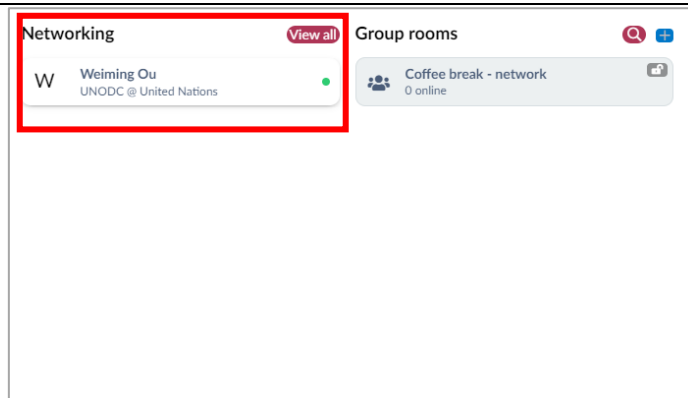 Networking
View all
W
Weiming Ou
UNODC @ United Nations
Group rooms
Coffee break - network
0 online